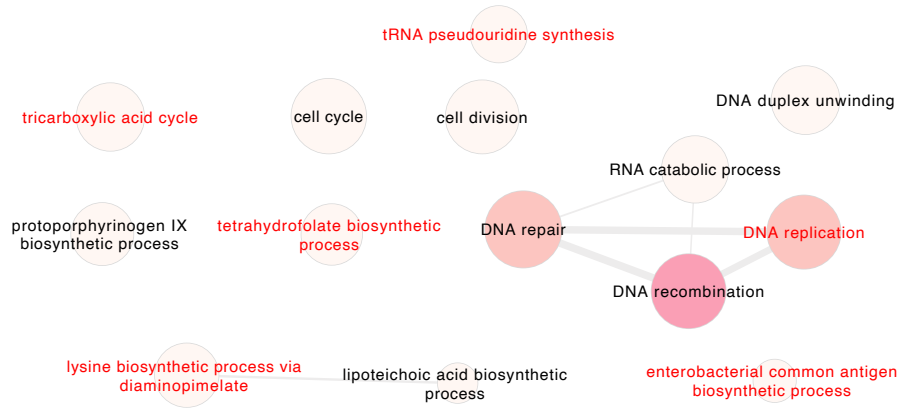 tRNA pseudouridine synthesis
DNA duplex unwinding
tricarboxylic acid cycle
cell cycle
cell division
RNA catabolic process
protoporphyrinogen IX
biosynthetic process
tetrahydrofolate biosynthetic
process
DNA repair
DNA replication
DNA recombination
lysine biosynthetic process via
diaminopimelate
lipoteichoic acid biosynthetic
process
enterobacterial common antigen
biosynthetic process